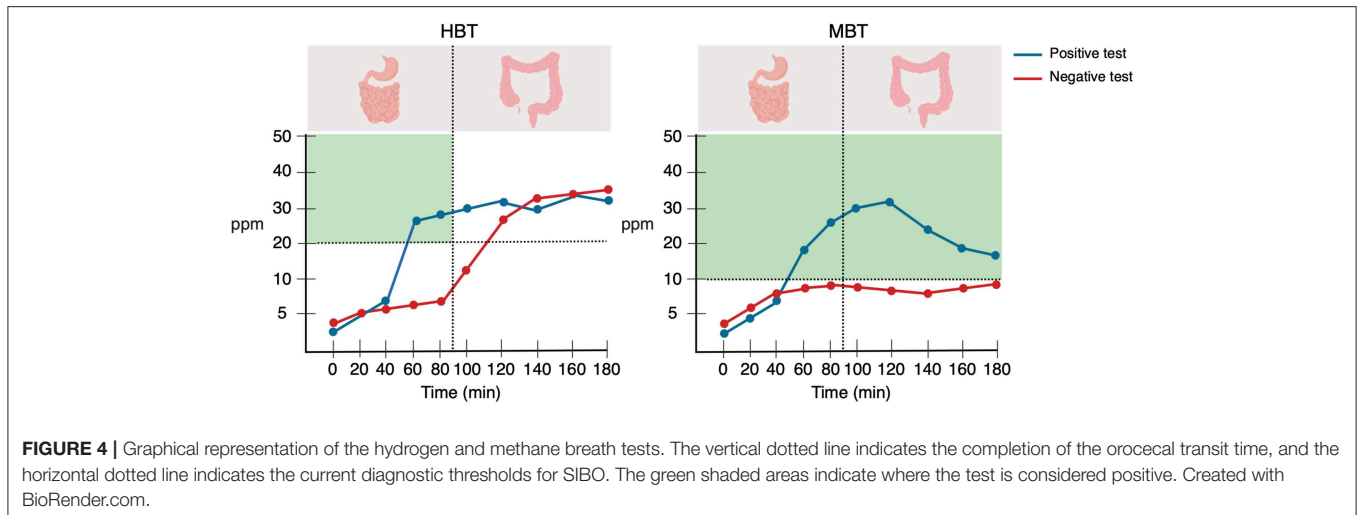 HBT
MBT
Positive test
Negative test
50
40
30
ppm
20
10
5
0 20 40 60 80 100 120 140 160 180
Time (min)
50
40
30
ppm
20
10
5
0 20 40 60 80 100 120 140 160 180
Time (min)
FIGURE 4 | Graphical representation of the hydrogen and methane breath tests. The vertical dotted line indicates the completion of the orocecal transit time, and the
horizontal dotted line indicates the current diagnostic thresholds for SIBO. The green shaded areas indicate where the test is considered positive. Created with
BioRender.com.